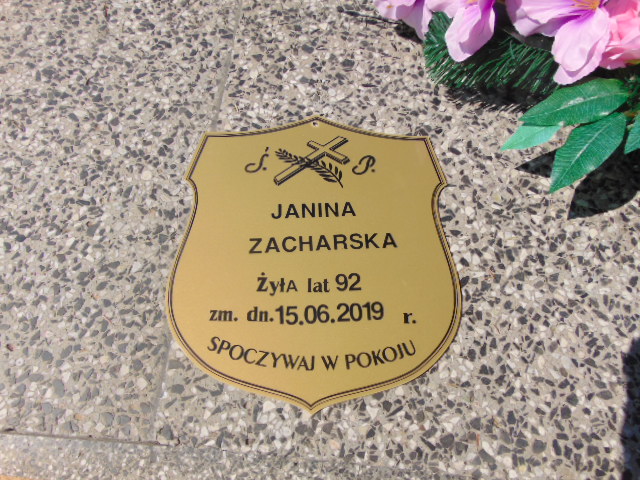 Ś. P.
JANINA
ZACHARSKA
ŻyłA lat 92
zm. dn. 15.06.2019 r.
SPOCZYWAJ W POKOJU